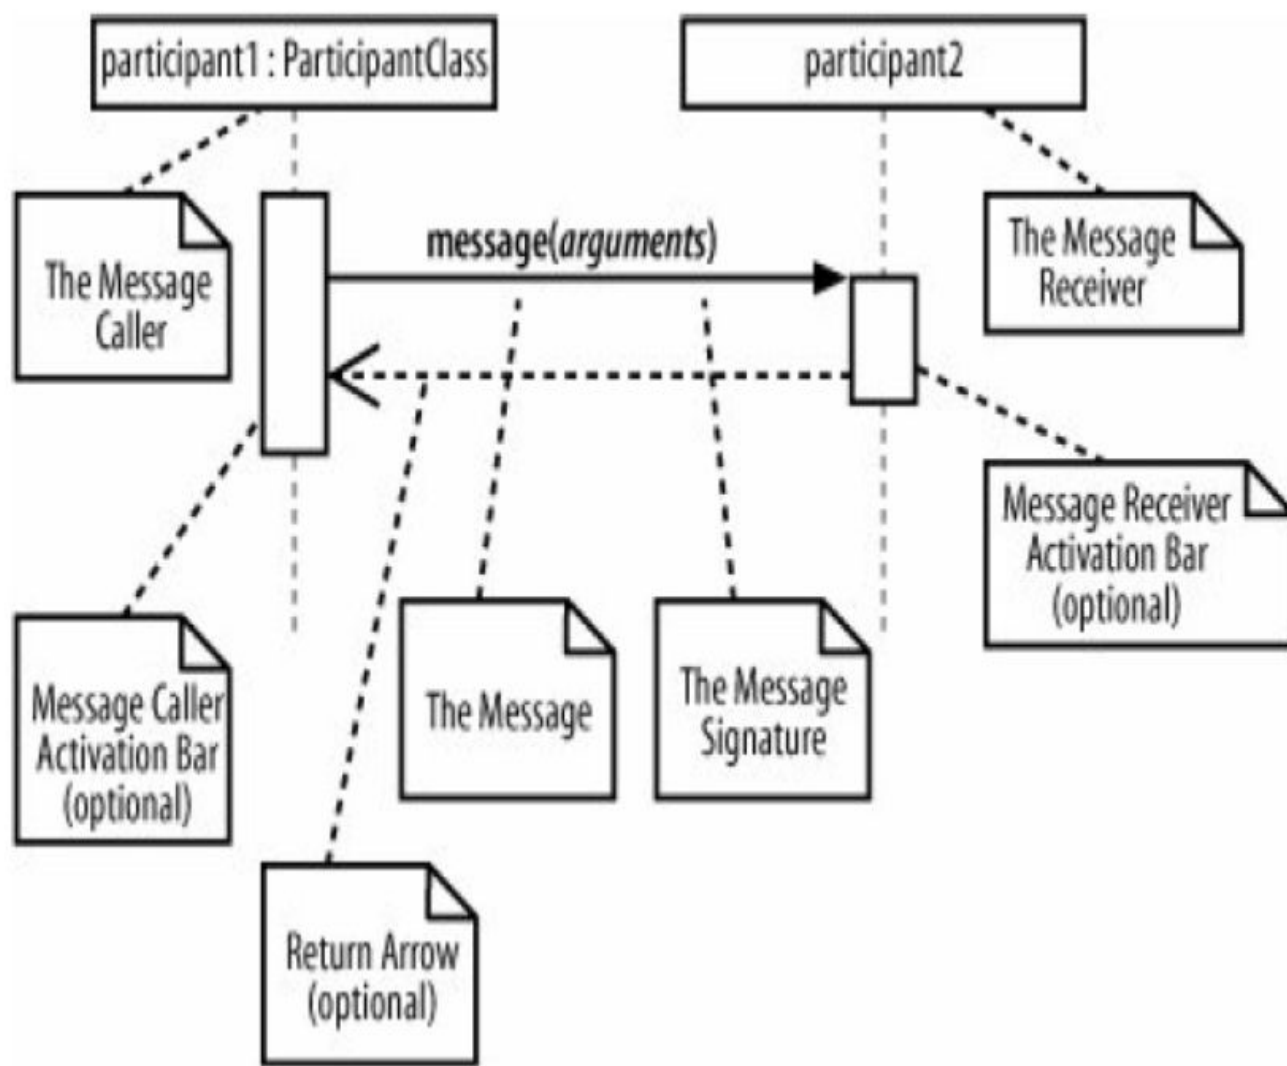 participant1 : ParticipantClass
participant2
The Message
Caller
message(arguments)
The Message
Receiver
Message Receiver
Activation Bar
(optional)
Message Caller
Activation Bar
(optional)
The Message
The Message
Signature
Return Arrow
(optional)